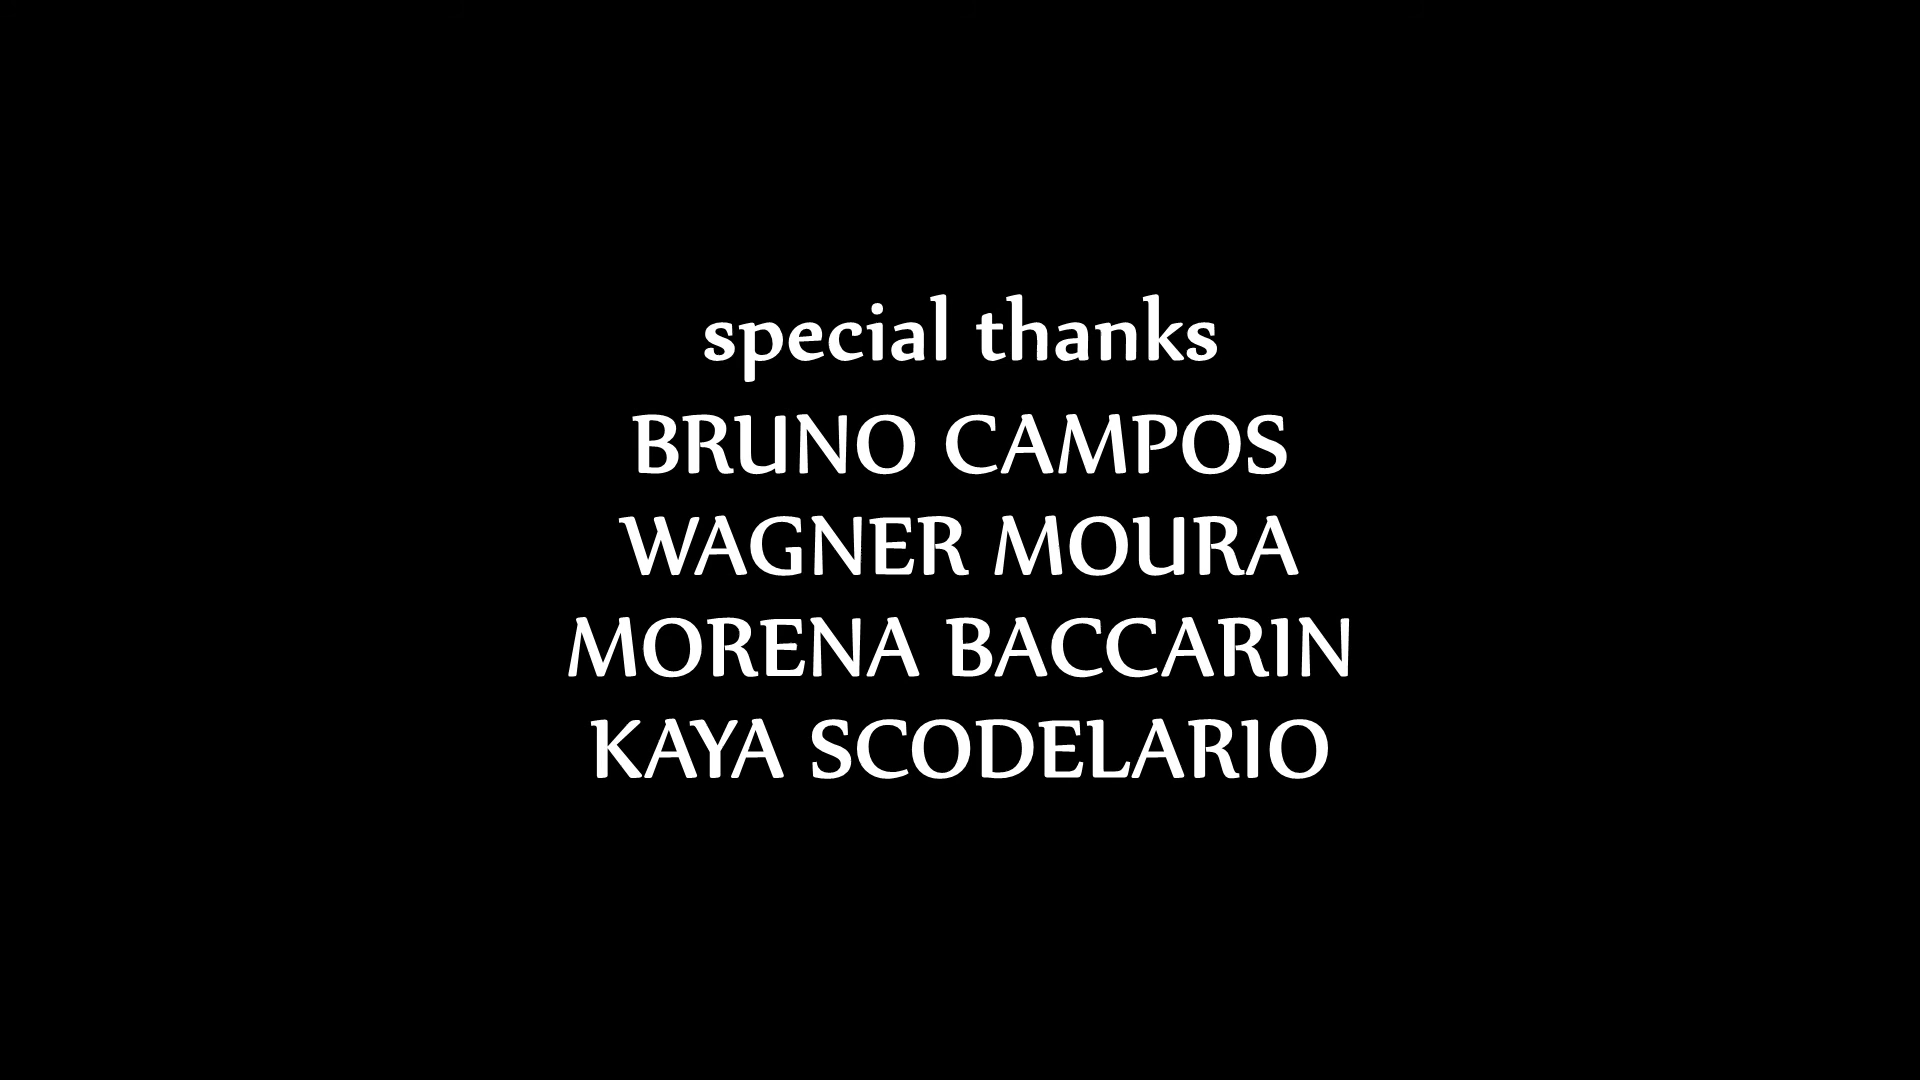 special thanks
BRUNO CAMPOS
WAGNER MOURA
MORENA BACCARIN
KAYA SCODELARIO